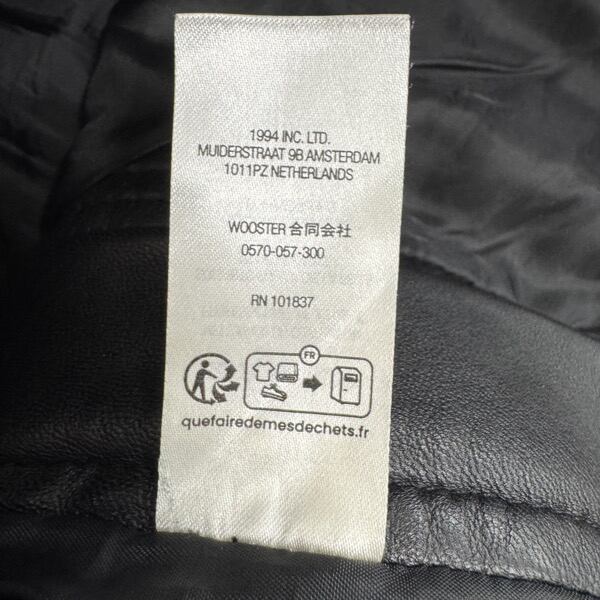 1994 INC. LTD.
MUIDERSTRAAT 9B AMSTERDAM
1011PZ NETHERLANDS
WOOSTER 合同会社
0570-057-300
RN 101837
FR
quefairedemesdechets.fr